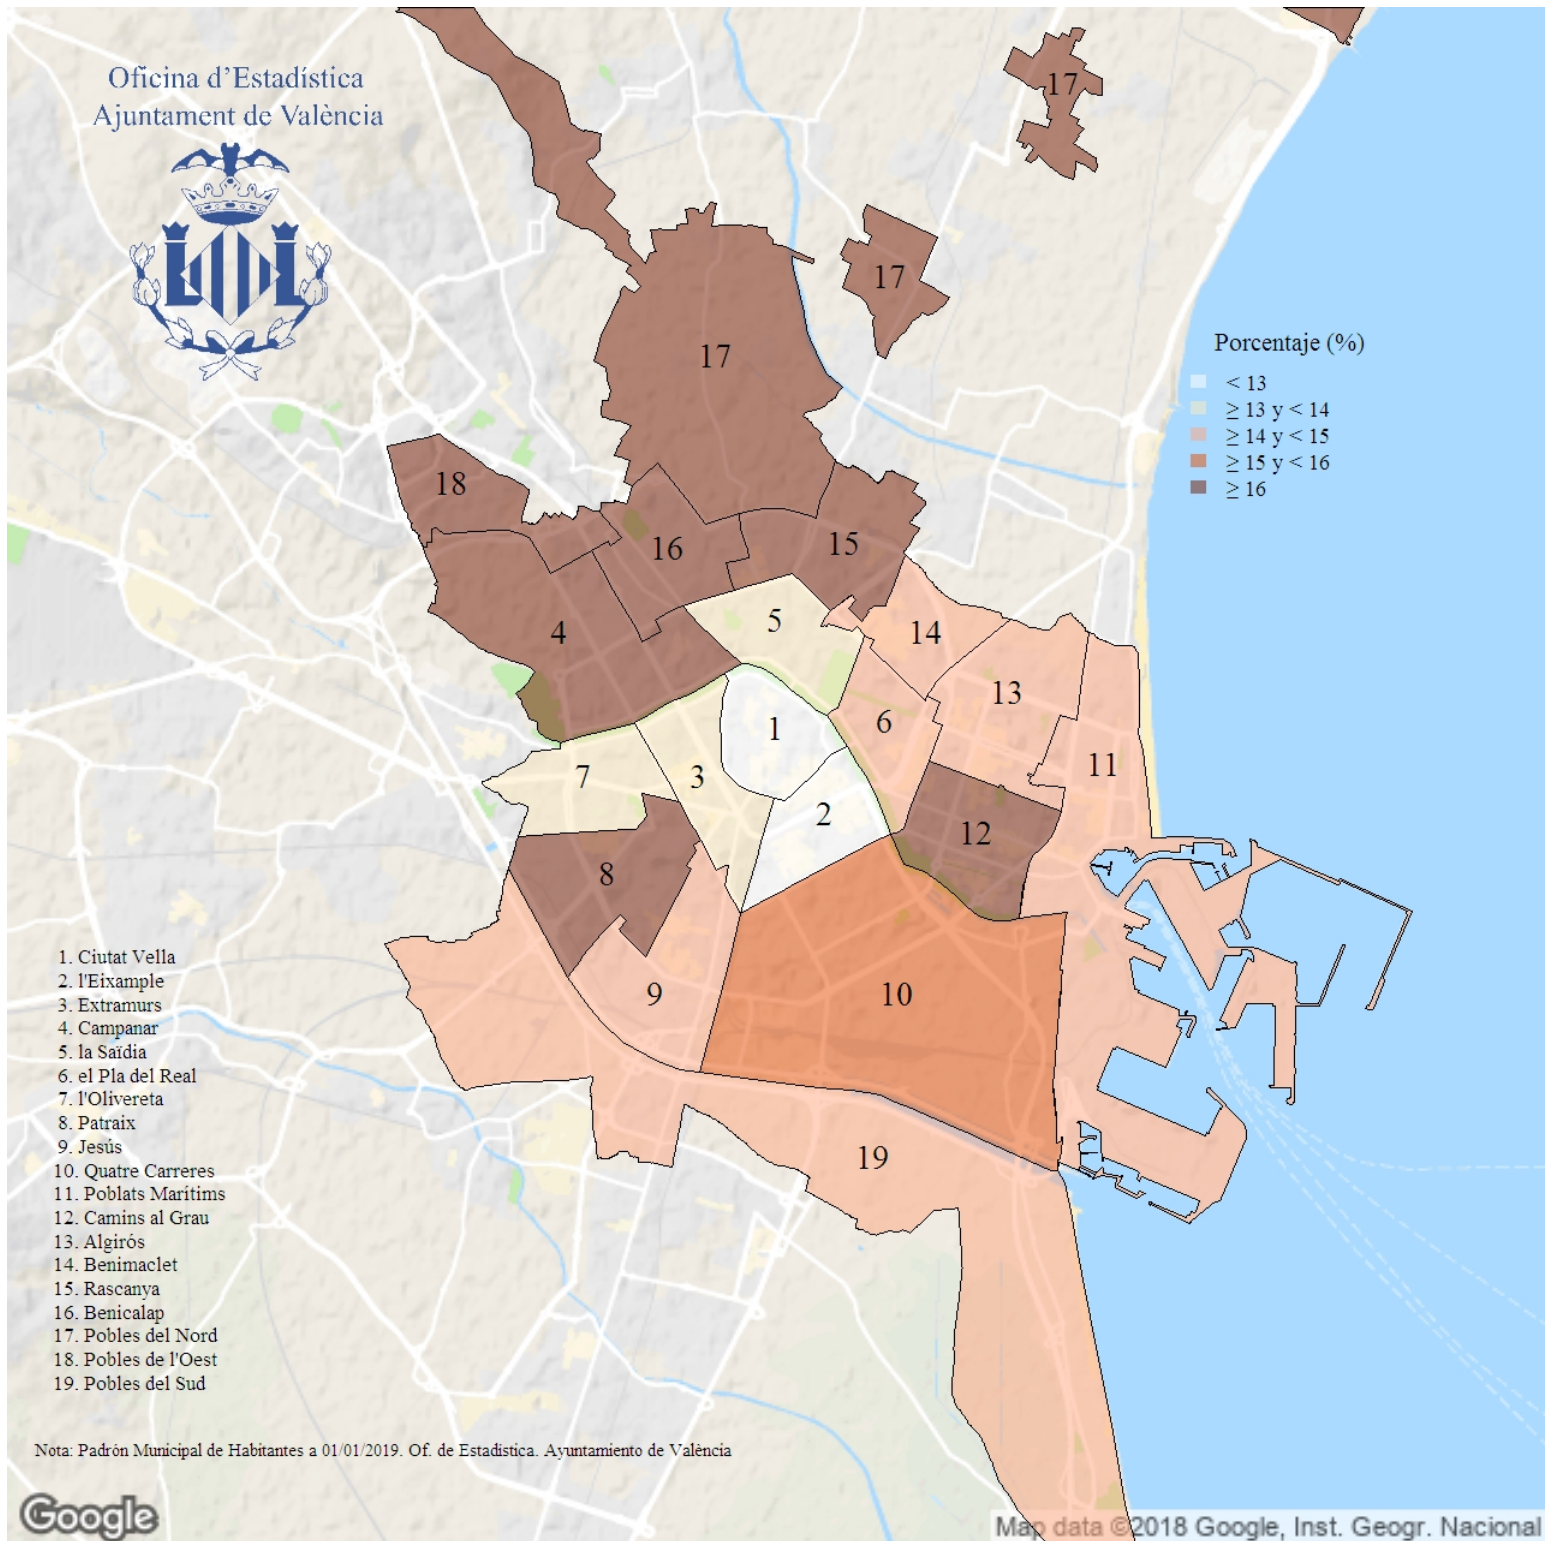 Oficina d'Estadística
Ajuntament de València
17
17
17
Porcentaje (%)
< 13
≥ 13 y < 14
≥ 14 y < 15
≥ 15 y < 16
≥ 16
18
16
15
4
5
14
13
6
1
11
7
3
2
12
8
9
10
19
1. Ciutat Vella
2. l'Eixample
3. Extramurs
4. Campanar
5. la Saïdia
6. el Pla del Real
7. l'Olivereta
8. Patraix
9. Jesús
10. Quatre Carreres
11. Poblats Marítims
12. Camins al Grau
13. Algirós
14. Benimaclet
15. Rascanya
16. Benicalap
17. Pobles del Nord
18. Pobles de l'Oest
19. Pobles del Sud
Nota: Padrón Municipal de Habitantes a 01/01/2019. Of. de Estadística. Ayuntamiento de València
Google
Map data ©2018 Google, Inst. Geogr. Nacional